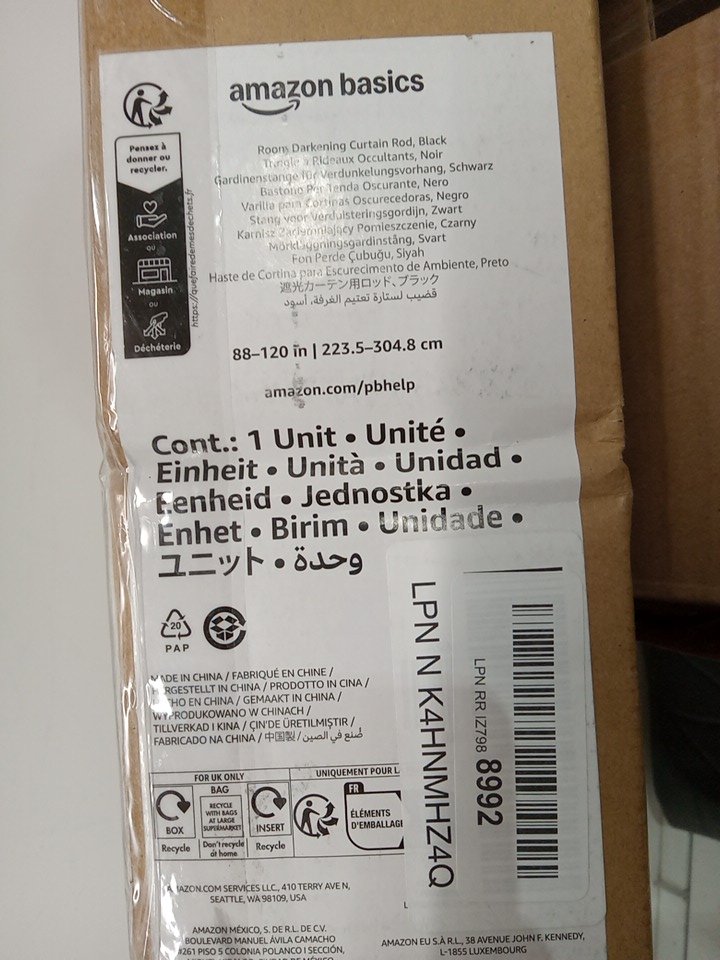 amazon basics
Pensez à
donner ou
recycler.
Association
ou
Magasin
ou
Déchèterie
https://quefairedemesdechets.fr
Room Darkening Curtain Rod, Black
Tringle à Rideaux Occultants, Noir
Gardinenstange für Verdunkelungsvorhang, Schwarz
Bastone Per Tenda Oscurante, Nero
Varilla para Cortinas Oscurecedoras, Negro
Stang voor Verduisteringsgordijn, Zwart
Karnisz Zaciemniający Pomieszczenie, Czarny
Mörkläggningsgardinstång, Svart
Fon Perde Çubuğu, Siyah
Haste de Cortina para Escurecimento de Ambiente, Preto
遮光カーテン用ロッド、ブラック
قضيب لستارة تعتيم الغرفة، أسود
88–120 in | 223.5–304.8 cm
amazon.com/pbhelp
Cont.: 1 Unit • Unité •
Einheit • Unità • Unidad •
Eenheid • Jednostka •
Enhet • Birim • Unidade •
ユニット • وحدة
20
PAP
MADE IN CHINA / FABRIQUÉ EN CHINE /
HERGESTELLT IN CHINA / PRODOTTO IN CINA /
HECHO EN CHINA / GEMAAKT IN CHINA /
WYPRODUKOWANO W CHINACH /
TILLVERKAD I KINA / ÇIN'DE ÜRETILMIŞTIR /
FABRICADO NA CHINA / 中国製 / صُنع في الصين
FOR UK ONLY
BOX
Recycle
BAG
RECYCLE
WITH BAGS
AT LARGE
SUPERMARKET
Don't recycle
at home
INSERT
Recycle
UNIQUEMENT POUR L
FR
ÉLÉMENTS
D'EMBALLAGE
LPN N K4HNMHZ4Q
LPN RR IZ798 8992
AMAZON.COM SERVICES LLC., 410 TERRY AVE N,
SEATTLE, WA 98109, USA
AMAZON MÉXICO, S. DE R.L. DE C.V.
BOULEVARD MANUEL ÁVILA CAMACHO
#261 PISO 5 COLONIA POLANCO I SECCIÓN,
AMAZON EU S.À R.L., 38 AVENUE JOHN F. KENNEDY,
L-1855 LUXEMBOURG